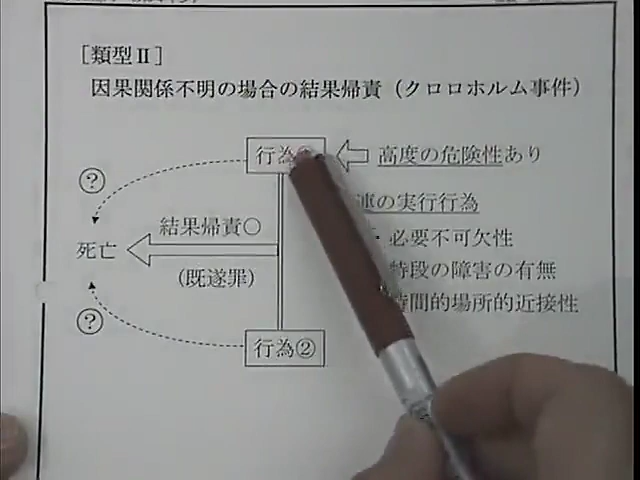 [類型Ⅱ]
因果関係不明の場合の結果帰責（クロロホルム事件）
行為
高度の危険性あり
?
連の実行行為
結果帰責○
必要不可欠性
死亡
(既遂罪)
特段の障害の有無
時間的場所的近接性
?
行為②